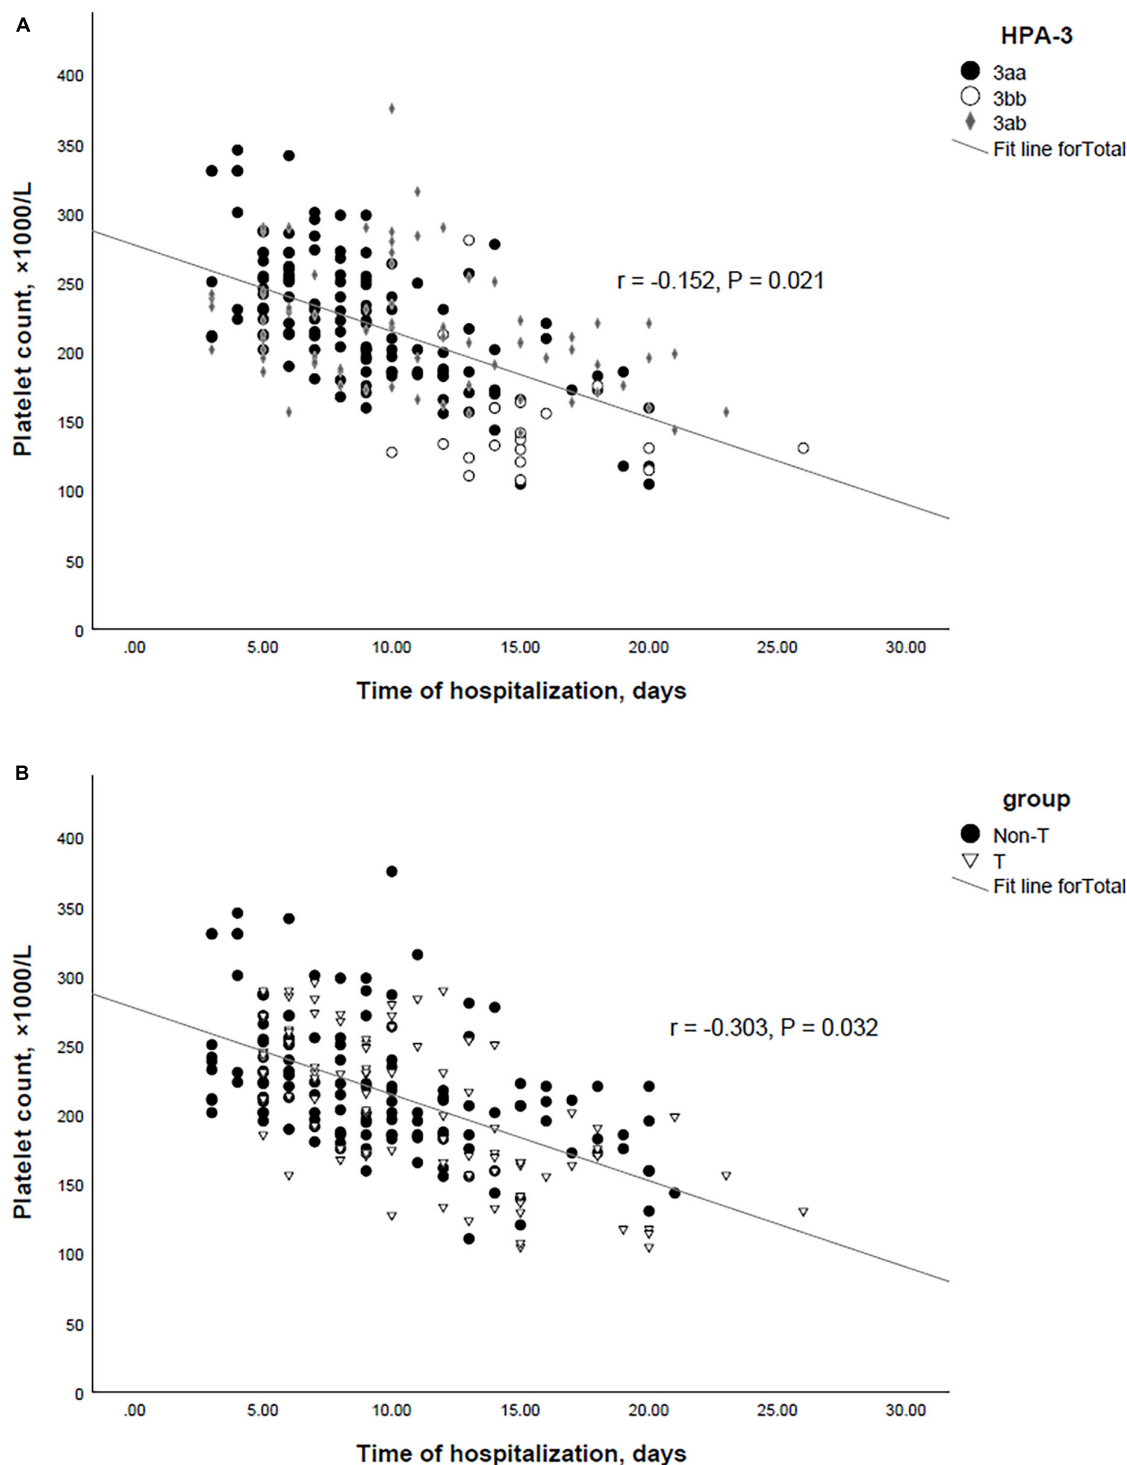 A
HPA-3
3aa
3bb
3ab
Fit line forTotal
Platelet count, ×1000/L
400
350
300
250
200
150
100
50
0
r = -0.152, P = 0.021
.00 5.00 10.00 15.00 20.00 25.00 30.00
Time of hospitalization, days
B
group
Non-T
T
Fit line forTotal
Platelet count, ×1000/L
400
350
300
250
200
150
100
50
0
r = -0.303, P = 0.032
.00 5.00 10.00 15.00 20.00 25.00 30.00
Time of hospitalization, days